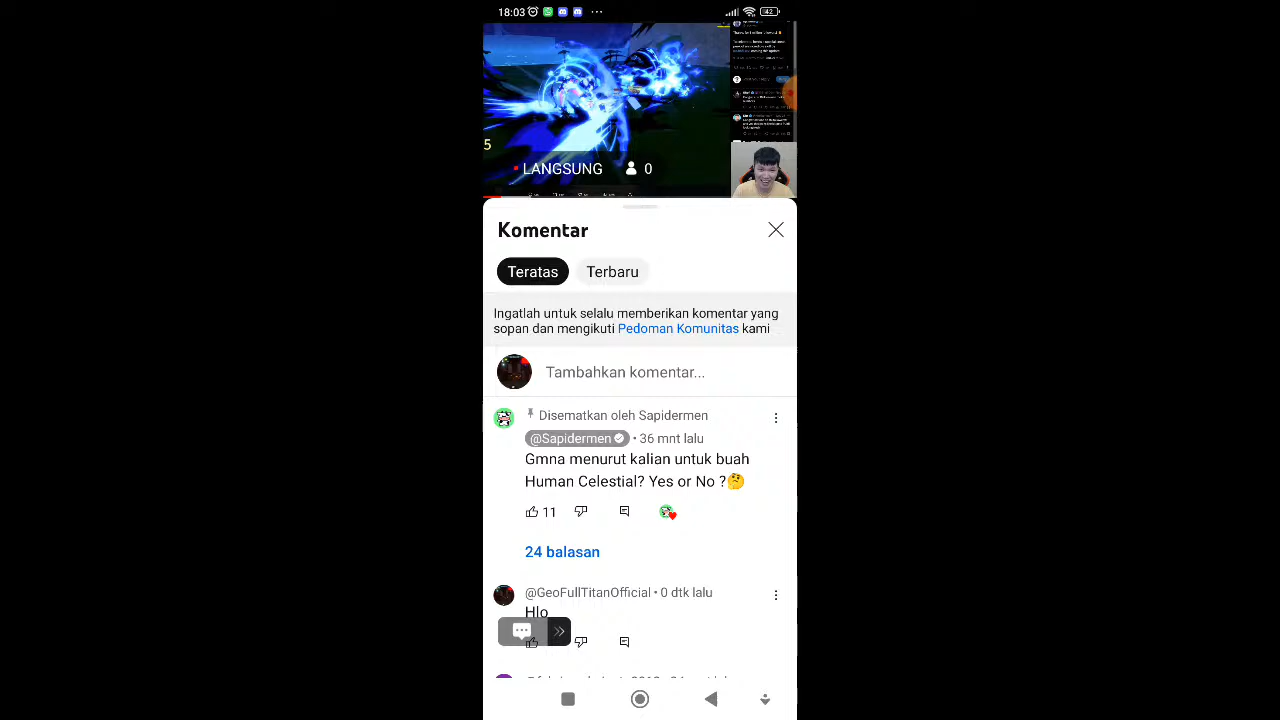 18:03
42
5
LANGSUNG 0
Komentar
Teratas Terbaru
Ingatlah untuk selalu memberikan komentar yang
sopan dan mengikuti Pedoman Komunitas kami
Tambahkan komentar...
Disematkan oleh Sapidermen
@Sapidermen • 36 mnt lalu
Gmna menurut kalian untuk buah
Human Celestial? Yes or No ?🤔
11
24 balasan
@GeoFullTitanOfficial • 0 dtk lalu
Hlo